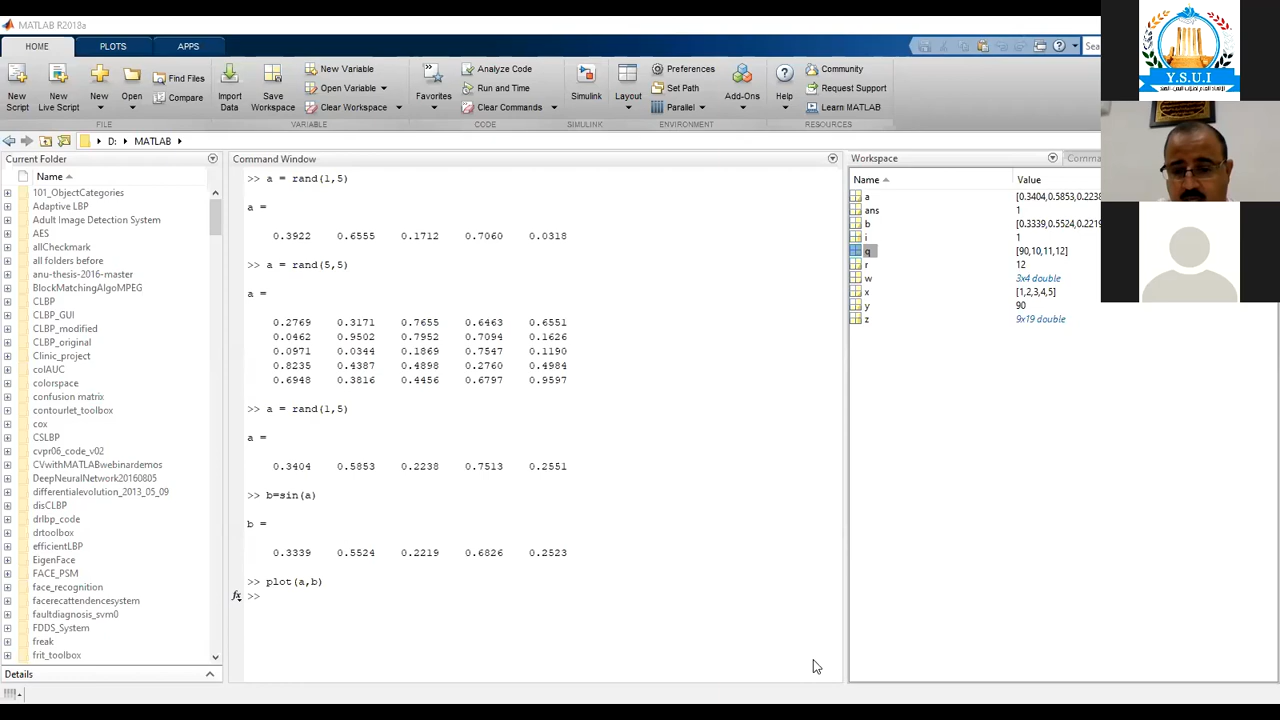 MATLAB R2018a
HOME PLOTS APPS
New Script
New Live Script
New
Open
Find Files
Compare
FILE
Import Data
Save Workspace
New Variable
Open Variable
Clear Workspace
VARIABLE
Favorites
Analyze Code
Run and Time
Clear Commands
CODE
Simulink
SIMULINK
Layout
Preferences
Set Path
Parallel
ENVIRONMENT
Add-Ons
Help
Community
Request Support
Learn MATLAB
RESOURCES
Sea
Y.S.U.I
D: MATLAB
Current Folder
Name
101_ObjectCategories
Adaptive LBP
Adult Image Detection System
AES
allCheckmark
all folders before
anu-thesis-2016-master
BlockMatchingAlgoMPEG
CLBP
CLBP_GUI
CLBP_modified
CLBP_original
Clinic_project
colAUC
colorspace
confusion matrix
contourlet_toolbox
cox
CSLBP
cvpr06_code_v02
CVwithMATLABwebinardemos
DeepNeuralNetwork20160805
differentialevolution_2013_05_09
disCLBP
drlbp_code
drtoolbox
efficientLBP
EigenFace
FACE_PSM
face_recognition
facerecattendencesystem
faultdiagnosis_svm0
FDDS_System
freak
frit_toolbox
Details
Command Window
>> a = rand(1,5)
a =
0.3922 0.6555 0.1712 0.7060 0.0318
>> a = rand(5,5)
a =
0.2769 0.3171 0.7655 0.6463 0.6551
0.0462 0.9502 0.7952 0.7094 0.1626
0.0971 0.0344 0.1869 0.7547 0.1190
0.8235 0.4387 0.4898 0.2760 0.4984
0.6948 0.3816 0.4456 0.6797 0.9597
>> a = rand(1,5)
a =
0.3404 0.5853 0.2238 0.7513 0.2551
>> b=sin(a)
b =
0.3339 0.5524 0.2219 0.6826 0.2523
>> plot(a,b)
fx >>
Workspace
Comma
Name Value
a [0.3404,0.5853,0.2238
ans 1
b [0.3339,0.5524,0.2219
i 1
q [90,10,11,12]
r 12
w 3x4 double
x [1,2,3,4,5]
y 90
z 9x19 double